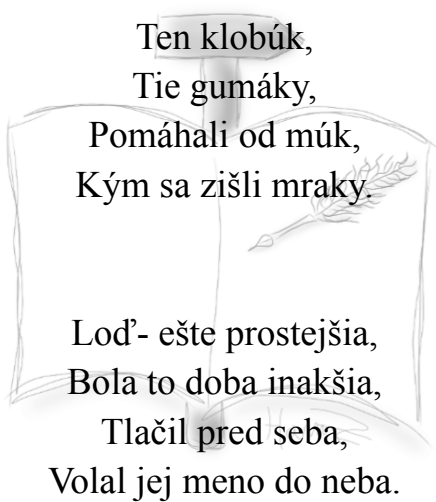 Ten klobúk,
Tie gumáky,
Pomáhali od múk,
Kým sa zišli mraky.
Loď- ešte prostejšia,
Bola to doba inakšia,
Tlačil pred seba,
Volal jej meno do neba.